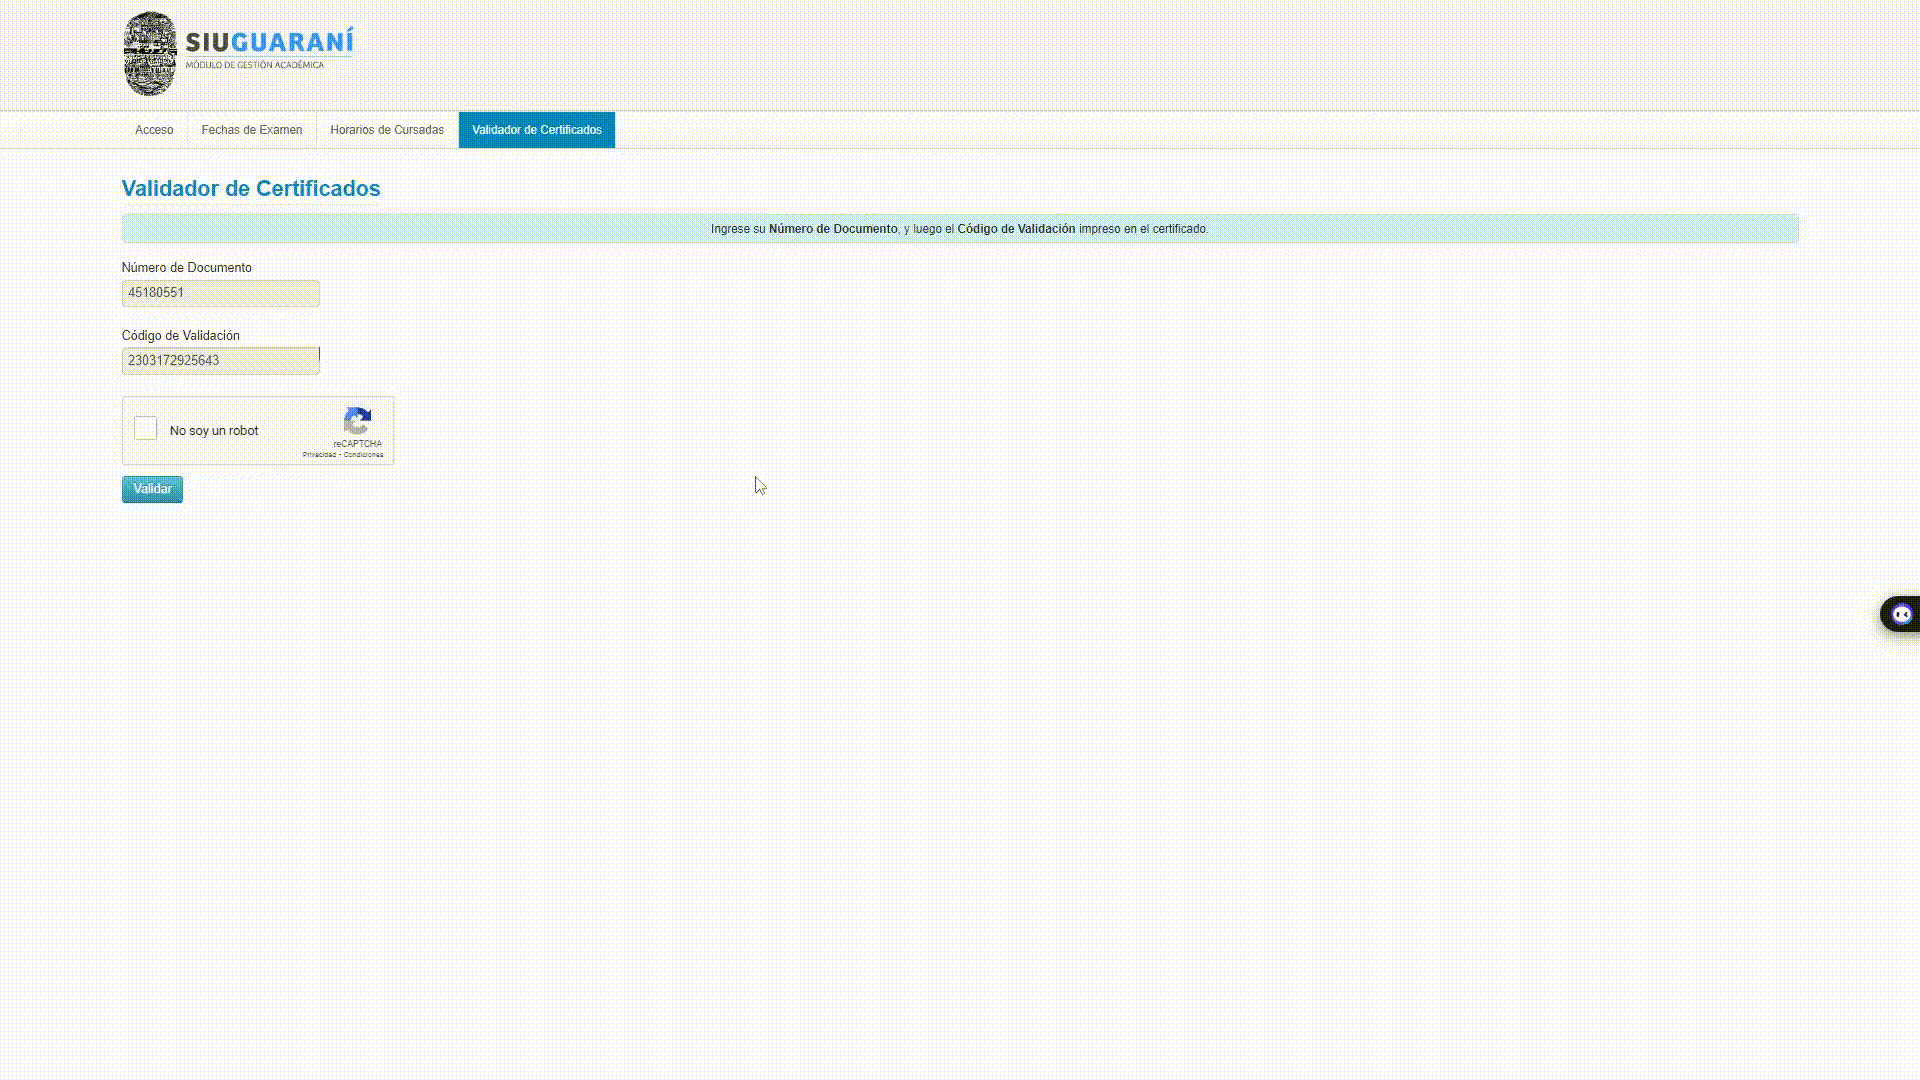 SIUGUARANÍ
MÓDULO DE GESTIÓN ACADÉMICA
Acceso
Fechas de Examen
Horarios de Cursadas
Validador de Certificados
Validador de Certificados
Ingrese su Número de Documento, y luego el Código de Validación impreso en el certificado.
Número de Documento
45180551
Código de Validación
2303172925643
No soy un robot
reCAPTCHA
Privacidad - Condiciones
Validar